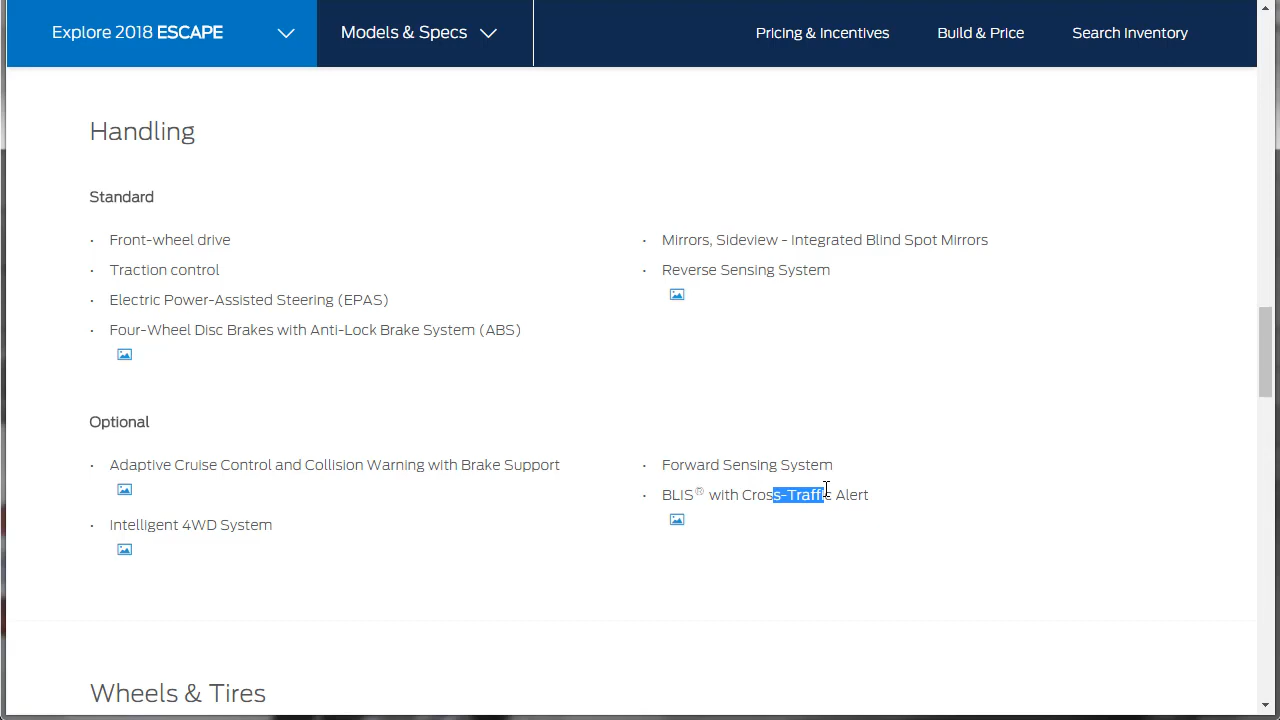 Explore 2018 ESCAPE
Models & Specs
Pricing & Incentives
Build & Price
Search Inventory
Handling
Standard
• Front-wheel drive
• Traction control
• Electric Power-Assisted Steering (EPAS)
• Four-Wheel Disc Brakes with Anti-Lock Brake System (ABS)
• Mirrors, Sideview - Integrated Blind Spot Mirrors
• Reverse Sensing System
Optional
• Adaptive Cruise Control and Collision Warning with Brake Support
• Intelligent 4WD System
• Forward Sensing System
• BLIS® with Cross-Traffic Alert
Wheels & Tires